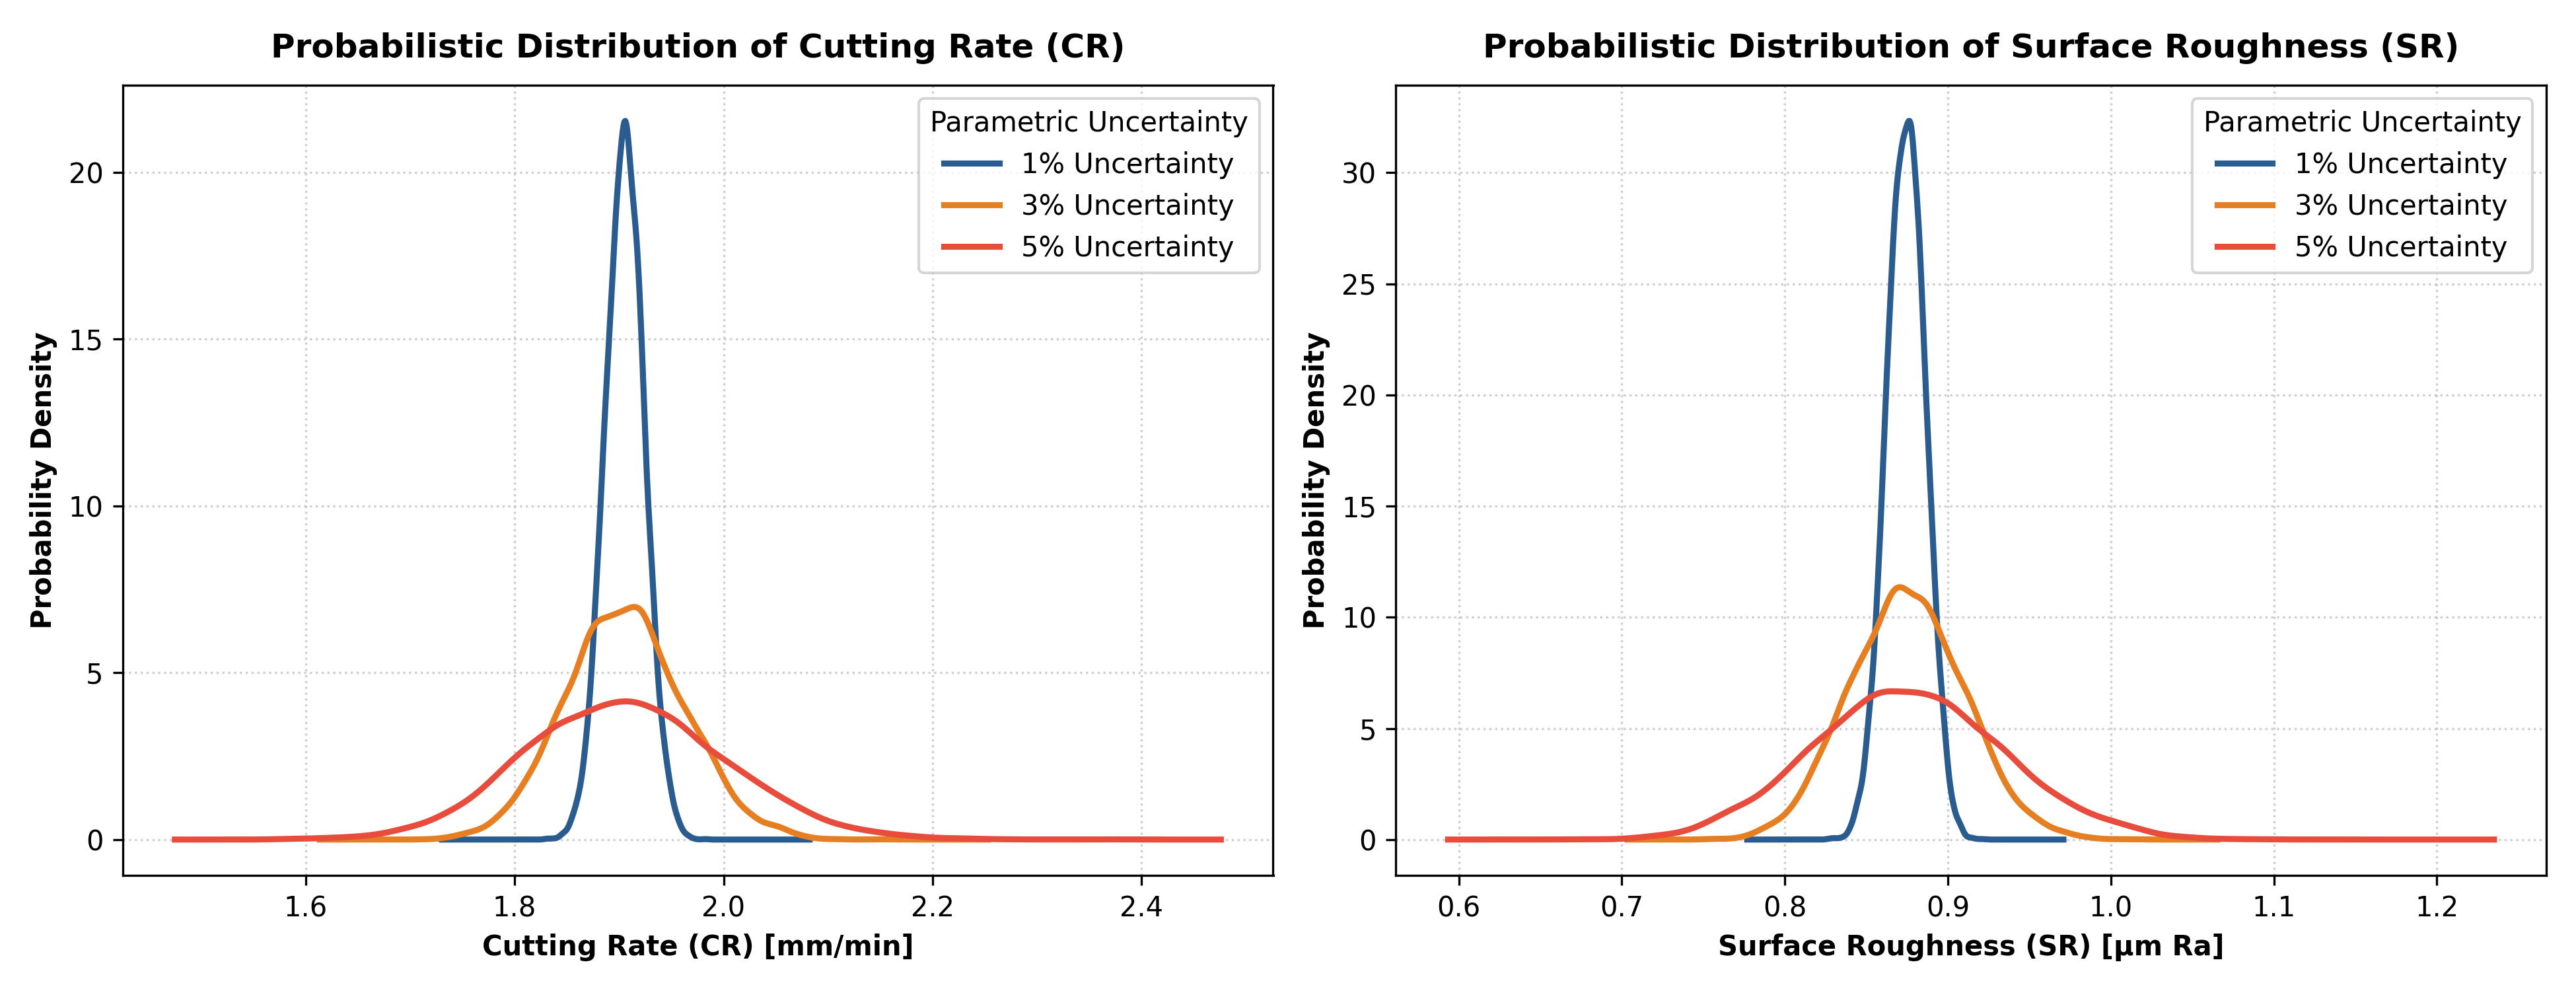 Probabilistic Distribution of Cutting Rate (CR)
Parametric Uncertainty
1% Uncertainty
3% Uncertainty
5% Uncertainty
Probability Density
20
15
10
5
0
1.6 1.8 2.0 2.2 2.4
Cutting Rate (CR) [mm/min]
Probabilistic Distribution of Surface Roughness (SR)
Parametric Uncertainty
1% Uncertainty
3% Uncertainty
5% Uncertainty
Probability Density
30
25
20
15
10
5
0
0.6 0.7 0.8 0.9 1.0 1.1 1.2
Surface Roughness (SR) [μm Ra]